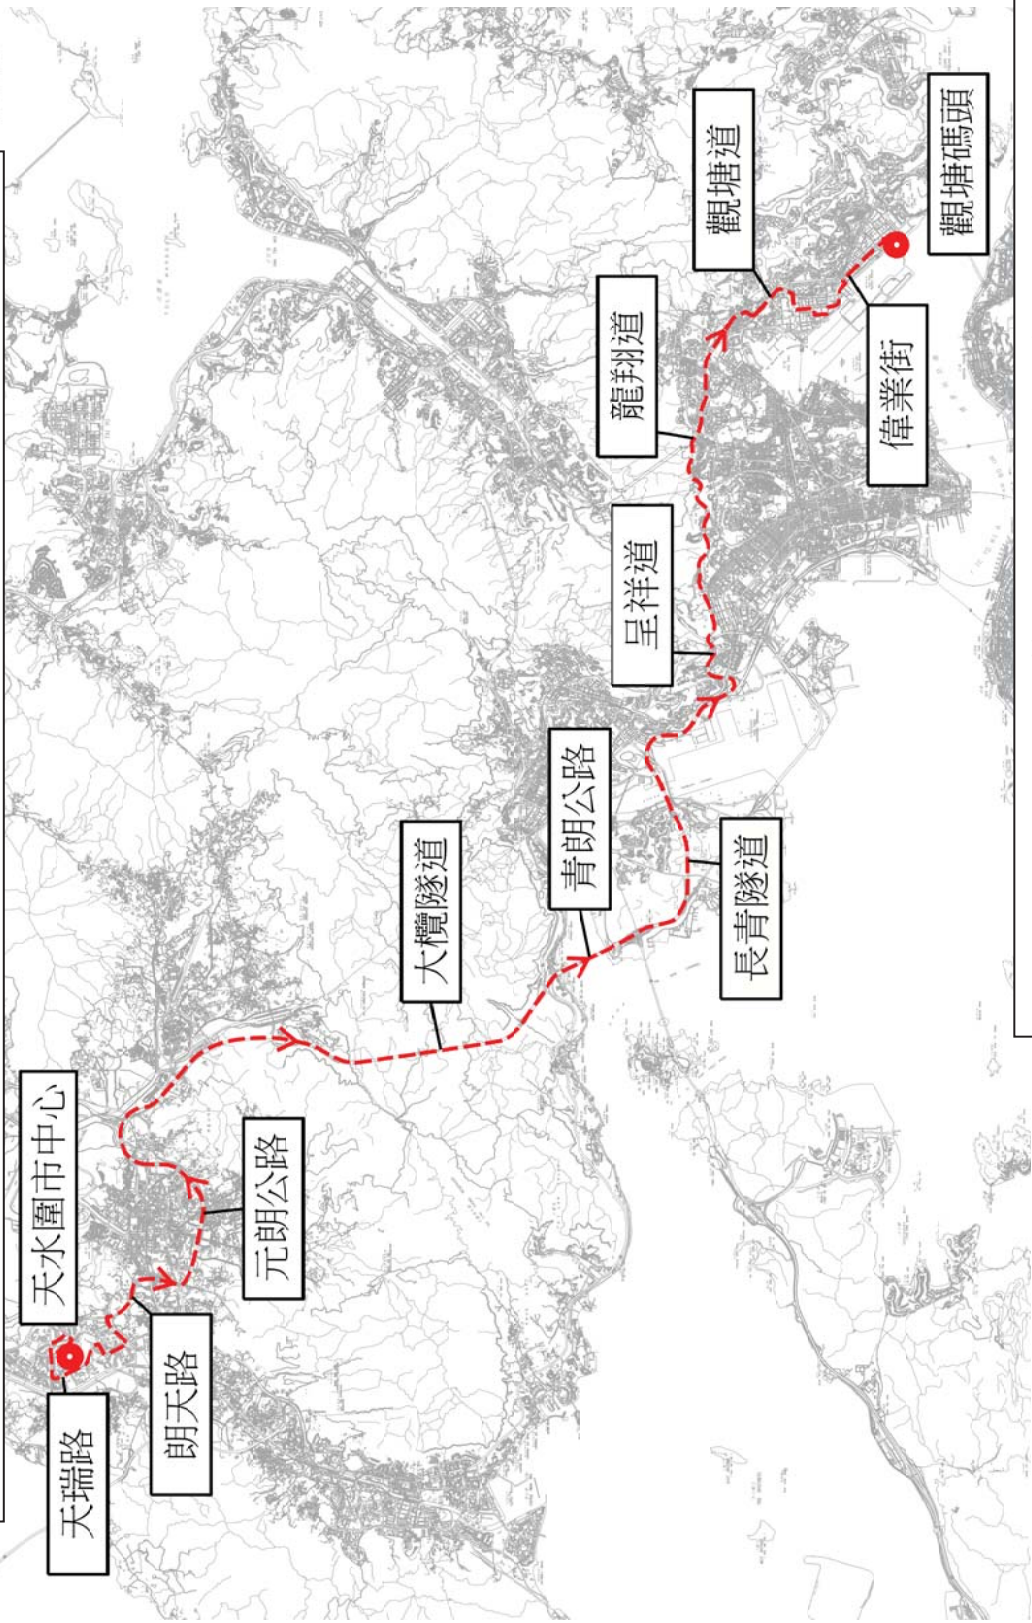 天水圍市中心
天瑞路
朗天路
元朗公路
大欖隧道
青朗公路
長青隧道
呈祥道
龍翔道
觀塘道
偉業街
觀塘碼頭